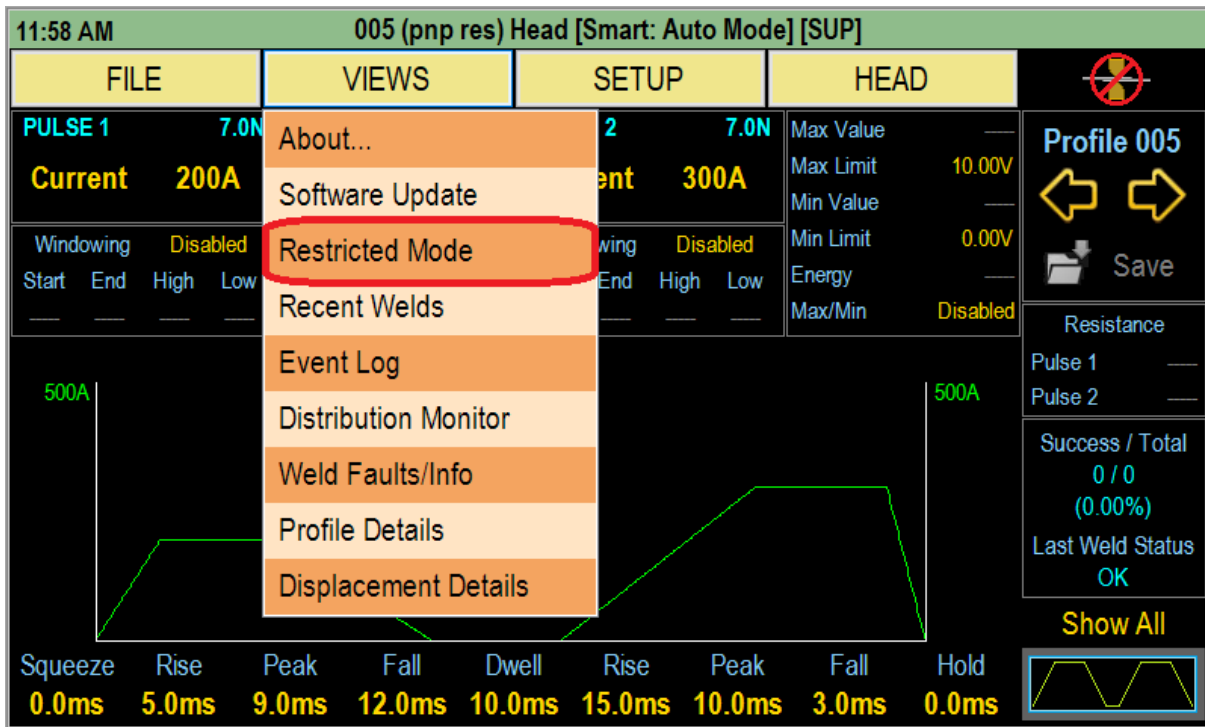 11:58 AM 005 (pnp res) Head [Smart: Auto Mode] [SUP]
FILE VIEWS SETUP HEAD
PULSE 1 7.0N
Current 200A
Windowing Disabled
Start End High Low
About...
Software Update
Restricted Mode
Recent Welds
Event Log
Distribution Monitor
Weld Faults/Info
Profile Details
Displacement Details
2 7.0N
ent 300A
wing Disabled
End High Low
Max Value
Max Limit 10.00V
Min Value
Min Limit 0.00V
Energy
Max/Min Disabled
Profile 005
Save
Resistance
Pulse 1
Pulse 2
Success / Total
0 / 0
(0.00%)
Last Weld Status
OK
Show All
500A 500A
Squeeze Rise Peak Fall Dwell Rise Peak Fall Hold
0.0ms 5.0ms 9.0ms 12.0ms 10.0ms 15.0ms 10.0ms 3.0ms 0.0ms